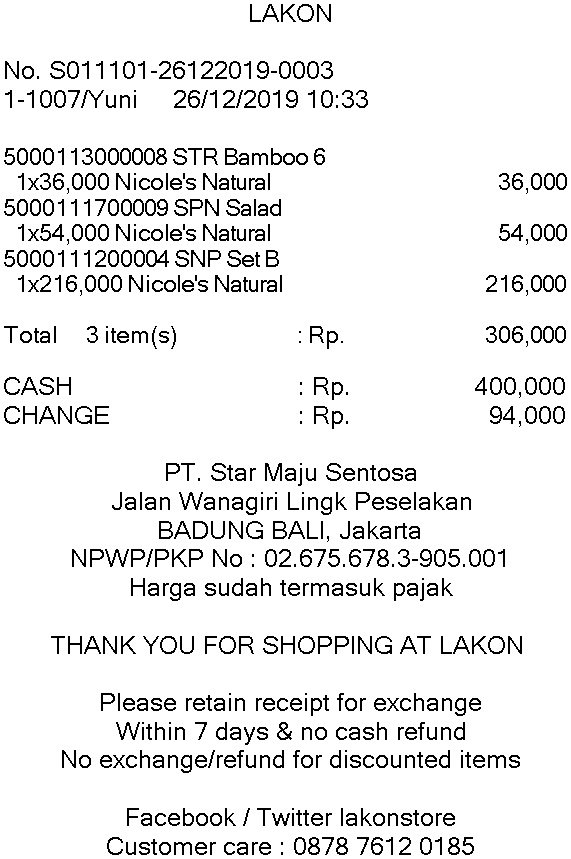 LAKON
No. S011101-26122019-0003
1-1007/Yuni 26/12/2019 10:33
5000113000008 STR Bamboo 6
1x36,000 Nicole's Natural 36,000
5000111700009 SPN Salad
1x54,000 Nicole's Natural 54,000
5000111200004 SNP Set B
1x216,000 Nicole's Natural 216,000
Total 3 item(s) : Rp. 306,000
CASH : Rp. 400,000
CHANGE : Rp. 94,000
PT. Star Maju Sentosa
Jalan Wanagiri Lingk Peselakan
BADUNG BALI, Jakarta
NPWP/PKP No : 02.675.678.3-905.001
Harga sudah termasuk pajak
THANK YOU FOR SHOPPING AT LAKON
Please retain receipt for exchange
Within 7 days & no cash refund
No exchange/refund for discounted items
Facebook / Twitter lakonstore
Customer care : 0878 7612 0185